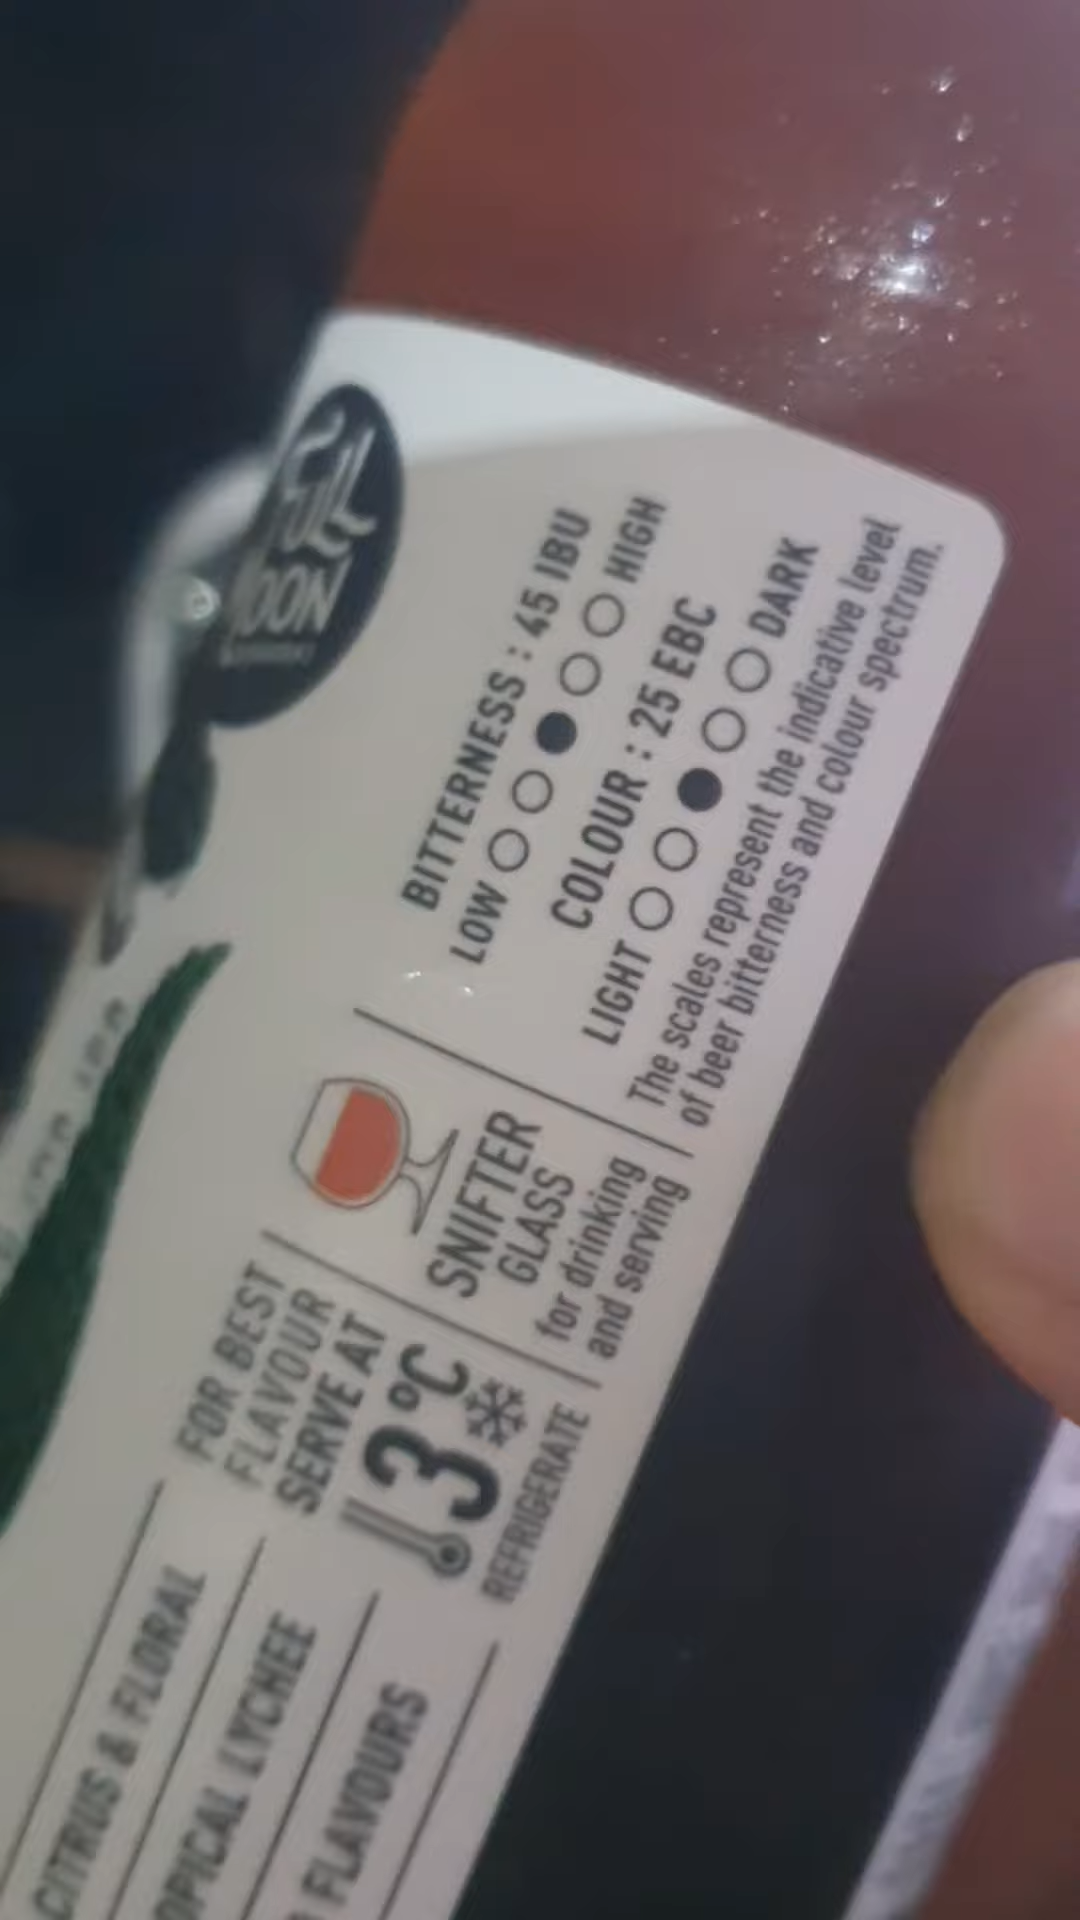 Full
MOON
BITTERNESS : 45 IBU
LOW HIGH
COLOUR : 25 EBC
LIGHT DARK
The scales represent the indicative level
of beer bitterness and colour spectrum.
SNIFTER
GLASS
for drinking
and serving
FOR BEST
FLAVOUR
SERVE AT
3°C
REFRIGERATE
CITRUS & FLORAL
LYCHEE
FLAVOURS